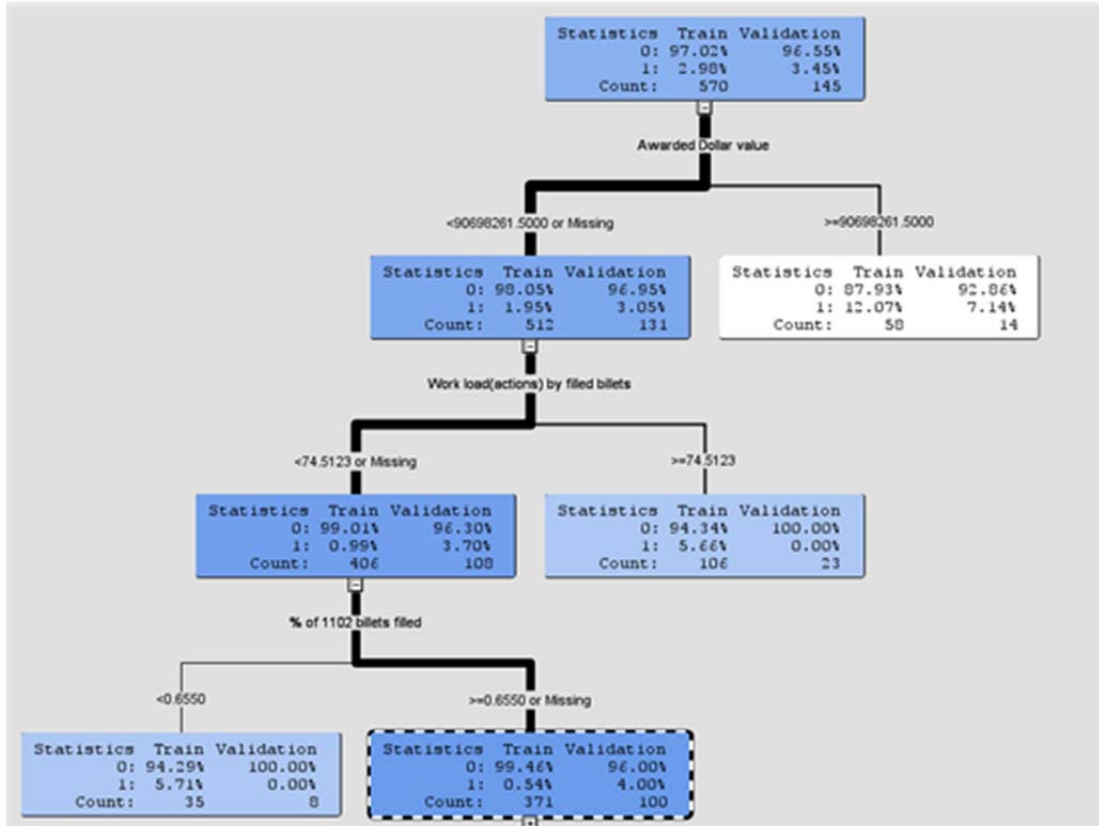 Statistics Train Validation
0: 97.02% 96.55%
1: 2.98% 3.45%
Count: 570 145
Awarded Dollar value
<90698261.5000 or Missing
>=90698261.5000
Statistics Train Validation
0: 98.05% 96.95%
1: 1.95% 3.05%
Count: 512 131
Statistics Train Validation
0: 87.93% 92.86%
1: 12.07% 7.14%
Count: 58 14
Work load(actions) by filled billets
<74.5123 or Missing
>=74.5123
Statistics Train Validation
0: 99.01% 96.30%
1: 0.99% 3.70%
Count: 406 108
Statistics Train Validation
0: 94.34% 100.00%
1: 5.66% 0.00%
Count: 106 23
% of 1102 billets filled
<0.6550
>=0.6550 or Missing
Statistics Train Validation
0: 94.29% 100.00%
1: 5.71% 0.00%
Count: 35 8
Statistics Train Validation
0: 99.46% 96.00%
1: 0.54% 4.00%
Count: 371 100